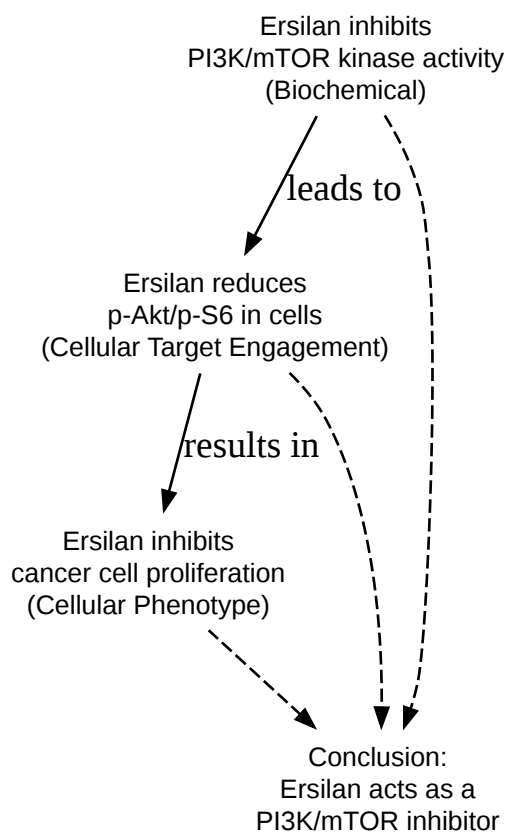 Ersilan inhibits
PI3K/mTOR kinase activity
(Biochemical)
leads to
Ersilan reduces
p-Akt/p-S6 in cells
(Cellular Target Engagement)
results in
Ersilan inhibits
cancer cell proliferation
(Cellular Phenotype)
Conclusion:
Ersilan acts as a
PI3K/mTOR inhibitor